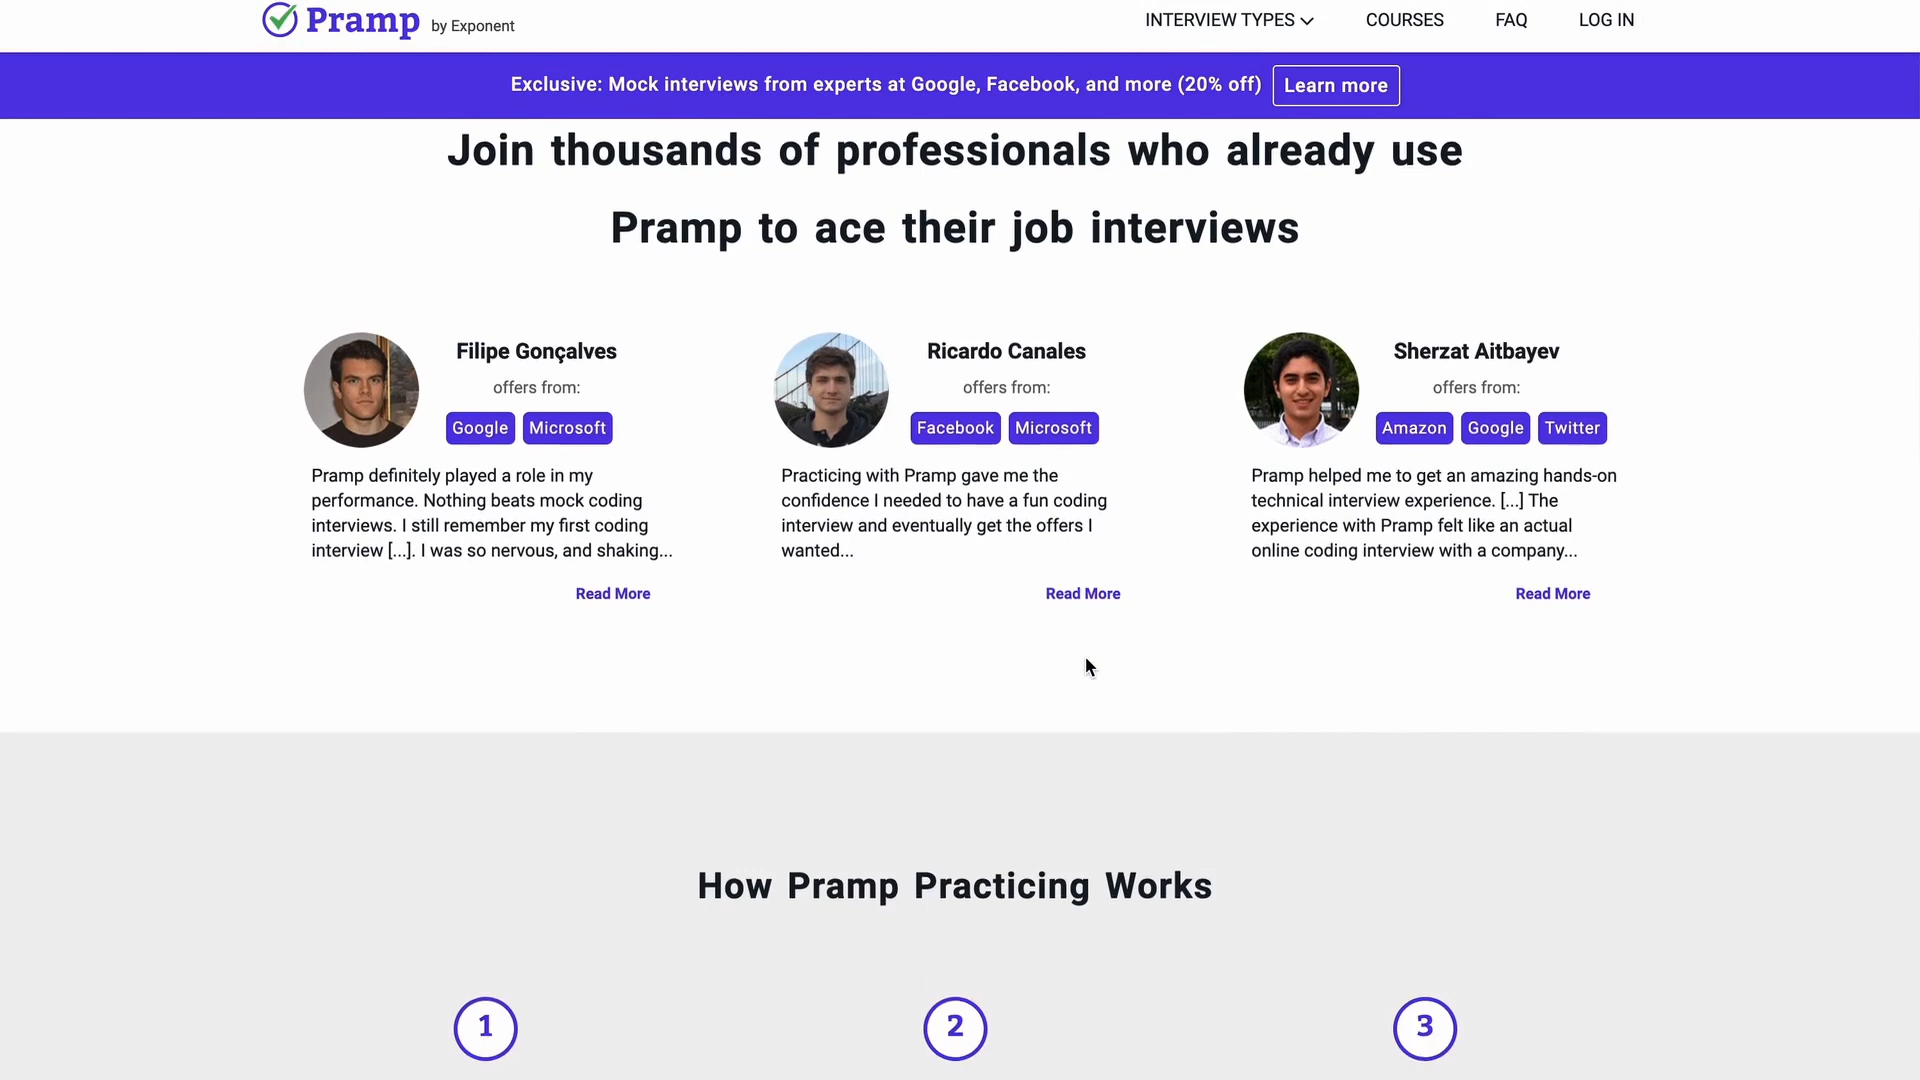 Pramp by Exponent
INTERVIEW TYPES
COURSES
FAQ
LOG IN
Exclusive: Mock interviews from experts at Google, Facebook, and more (20% off)
Learn more
Join thousands of professionals who already use
Pramp to ace their job interviews
Filipe Gonçalves
offers from:
Google Microsoft
Pramp definitely played a role in my
performance. Nothing beats mock coding
interviews. I still remember my first coding
interview [...]. I was so nervous, and shaking...
Read More
Ricardo Canales
offers from:
Facebook Microsoft
Practicing with Pramp gave me the
confidence I needed to have a fun coding
interview and eventually get the offers I
wanted...
Read More
Sherzat Aitbayev
offers from:
Amazon Google Twitter
Pramp helped me to get an amazing hands-on
technical interview experience. [...] The
experience with Pramp felt like an actual
online coding interview with a company...
Read More
How Pramp Practicing Works
1
2
3